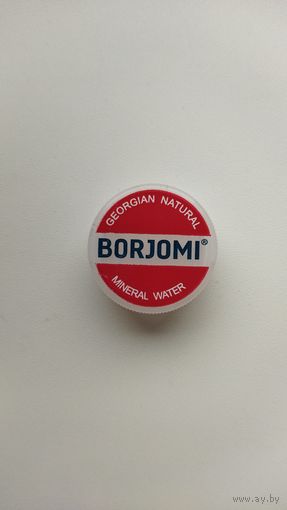 GEORGIAN NATURAL
BORJOMI®
MINERAL WATER
© www.ay.by